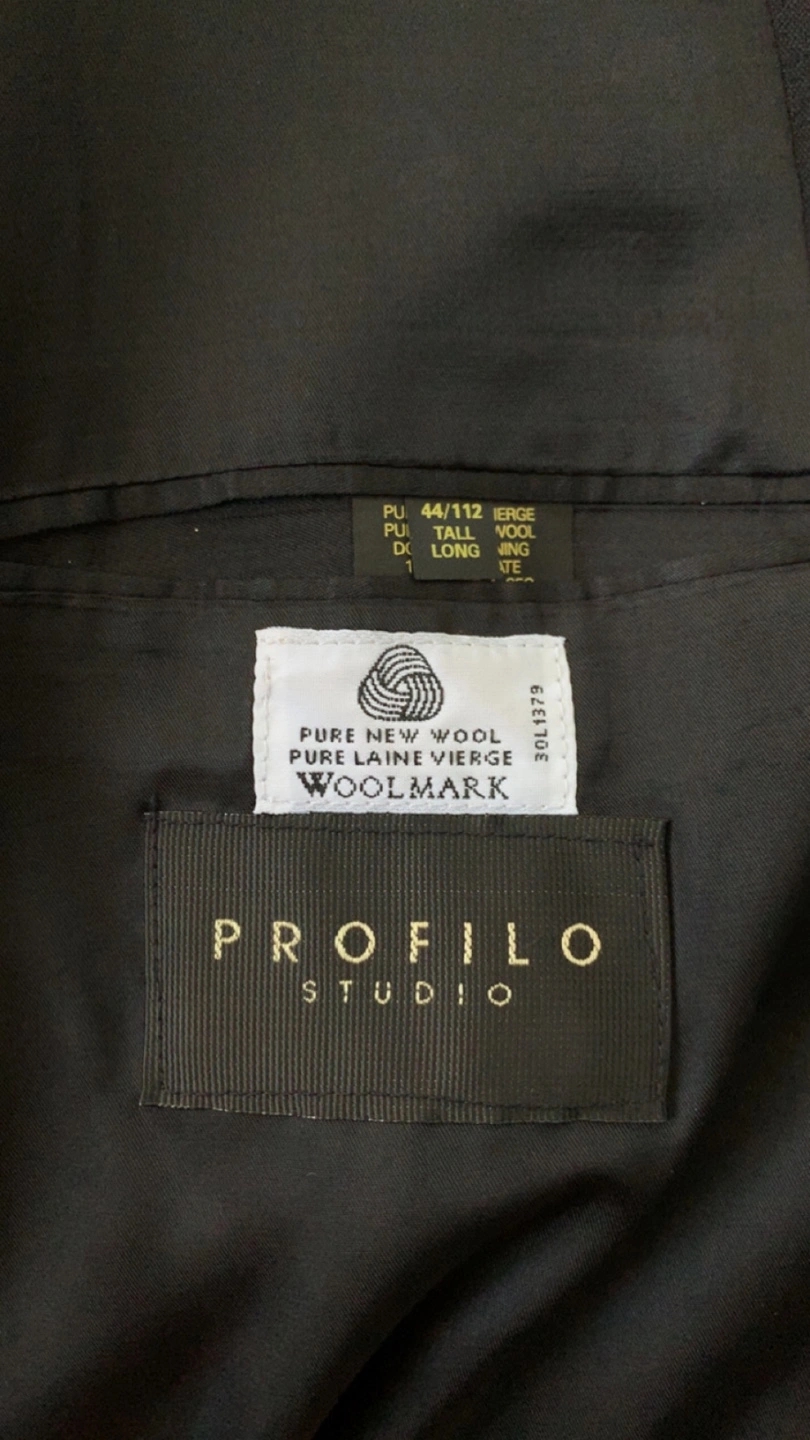 44/112
TALL
LONG
PURE NEW WOOL
PURE LAINE VIERGE
WOOLMARK
30L1379
PROFILO
STUDIO